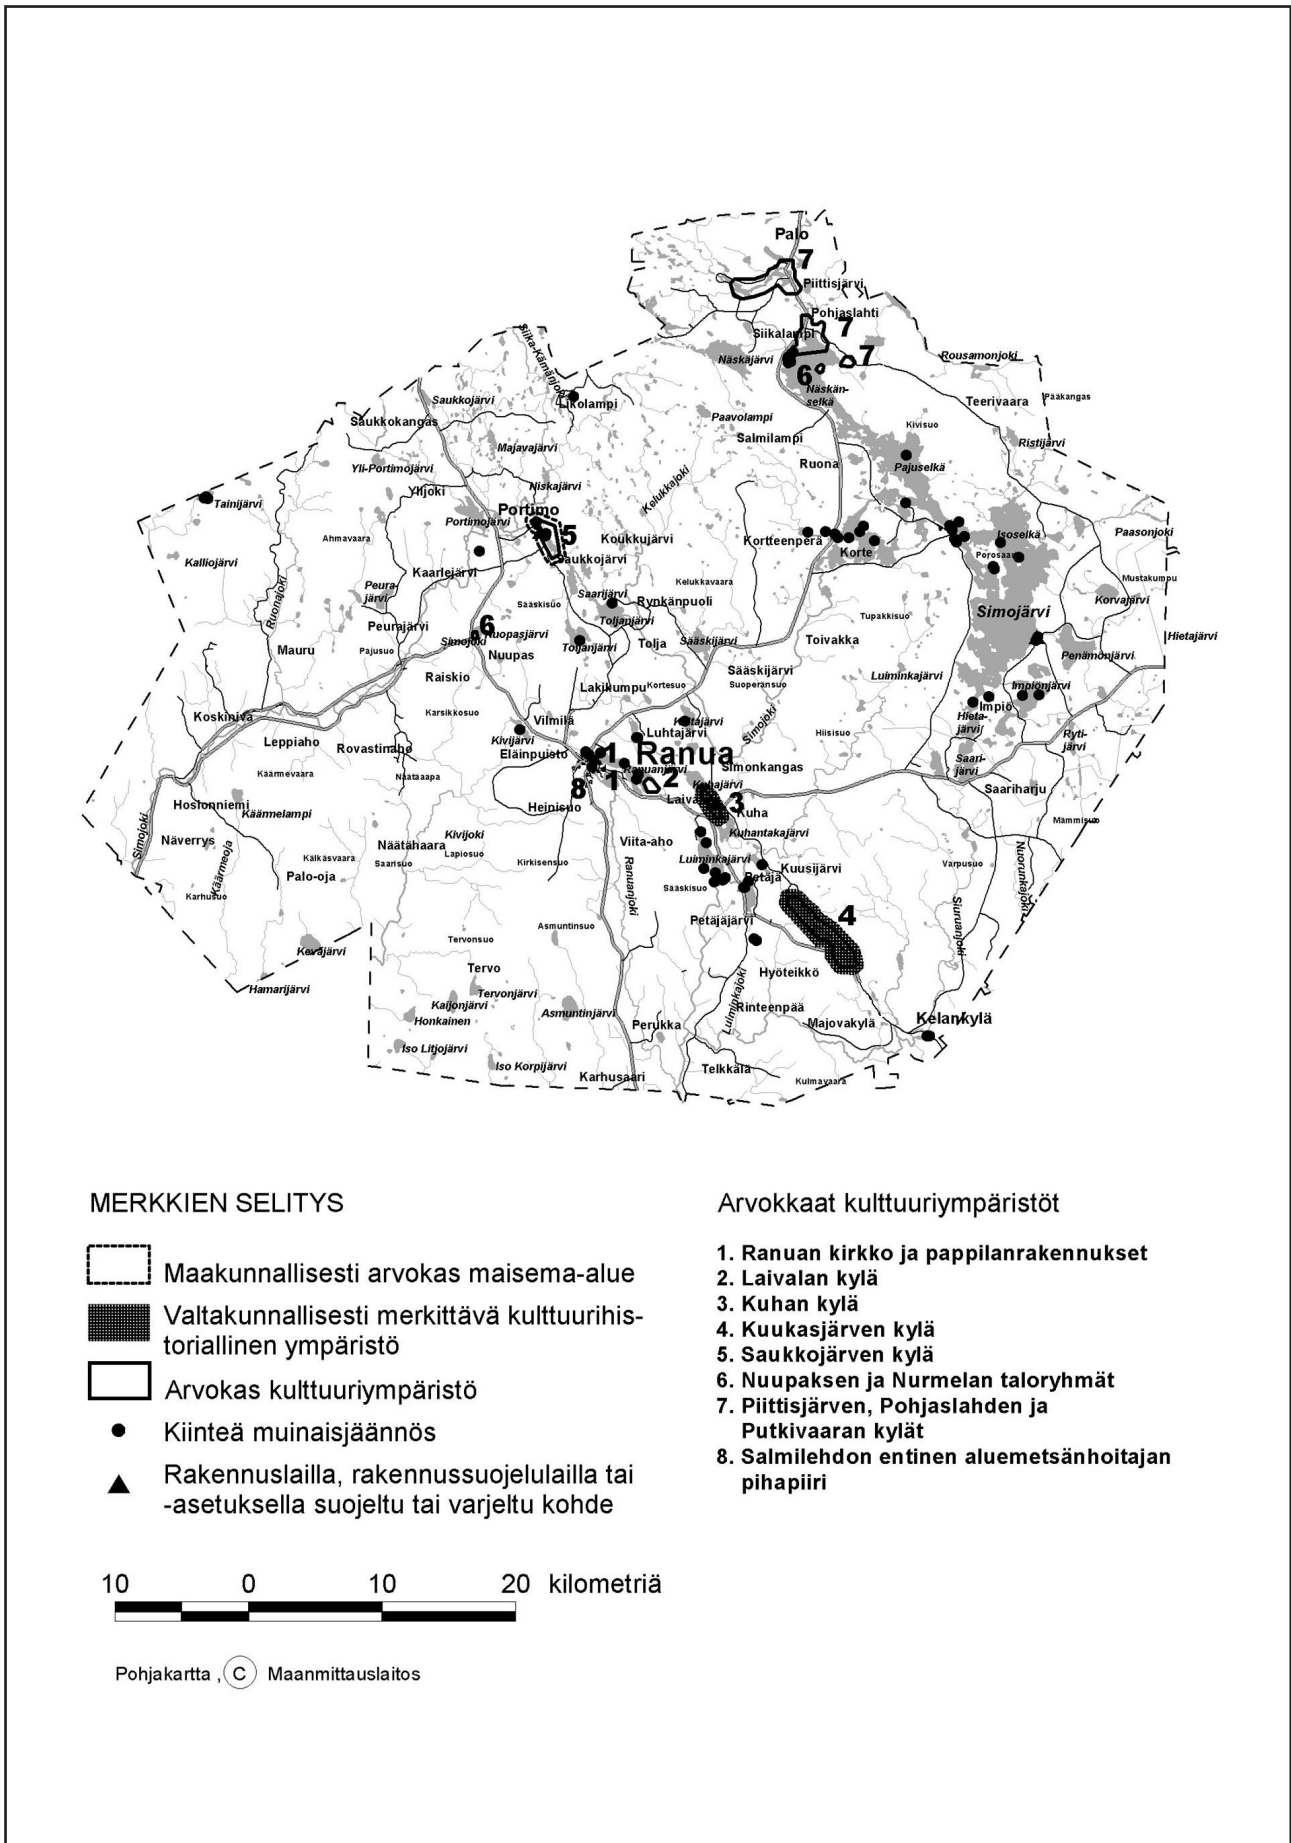 Palo
7
Piittisjärvi
Pohjaslahti
7
Siikalampi
7
Näskäjärvi
6
Näskän-
selkä
Rousamonjoki
Siika-Kämänjoki
Likolampi
Saukkojärvi
Saukkokangas
Teerivaara
Pääkangas
Paavolampi
Kivisuo
Salmilampi
Ristijärvi
Majavajärvi
Ruona
Pajuselkä
Yli-Portimojärvi
Kelukkajoki
Niskajärvi
Ylijoki
Tainijärvi
Portimo
Portimojärvi
5
Koukkujärvi
Kortteenperä
Isoselkä
Paasonjoki
Ahmavaara
Korte
Porosaari
Kalliojärvi
Saukkojärvi
Kaarlejärvi
Kelukkavaara
Mustakumpu
Peura-
järvi
Ruonajoki
Saarijärvi
Rynkänpuoli
Korvajärvi
Sääskisuo
Simojärvi
Tupakkisuo
Toljanjärvi
Peurajärvi
6
Nuopasjärvi
Simojoki
Hietajärvi
Mauru
Pajusuo
Nuupas
Toljanjärvi
Tolja
Sääskijärvi
Toivakka
Penämönjärvi
Raiskio
Sääskijärvi
Luiminkajärvi
Lakikumpu
Kortesuo
Suoperänsuo
Impiönjärvi
Impiö
Koskiniva
Karsikkosuo
Vilmilä
Simojoki
Hieta-
järvi
Leppiaho
Kivijärvi
Luhtajärvi
Hiisisuo
Ryti-
järvi
Rovastinaho
Eläinpuisto
1
Ranua
Simonkangas
Saari-
järvi
Käärmevaara
Näätaaapa
Ranuanjärvi
8
1
2
Kuhajärvi
Saariharju
Hosionniemi
Heinisuo
3
Kuha
Käärmelampi
Mämmisuo
Simojoki
Näverrys
Kivijoki
Näätähaara
Viita-aho
Kuhantakajärvi
Käärmeoja
Kälkäsvaara
Saarisuo
Lapiosuo
Kirkisensuo
Luiminkajärvi
Varpusuo
Nuorunkajoki
Kuusijärvi
Palo-oja
Ranuanjoki
Petäjä
Karhusuo
Sääskisuo
Petäjäjärvi
4
Siuruanjoki
Asmuntinsuo
Tervonsuo
Keväjärvi
Tervo
Hyöteikkö
Hamarijärvi
Tervonjärvi
Luiminkajoki
Kaijonjärvi
Rinteenpää
Honkainen
Asmuntinjärvi
Kelankylä
Perukka
Majovakylä
Iso Litjojärvi
Iso Korpijärvi
Telkkälä
Karhusaari
Kulmavaara
MERKKIEN SELITYS
Maakunnallisesti arvokas maisema-alue
Valtakunnallisesti merkittävä kulttuurihis-
toriallinen ympäristö
Arvokas kulttuuriympäristö
Kiinteä muinaisjäännös
Rakennuslailla, rakennussuojelulailla tai
-asetuksella suojeltu tai varjeltu kohde
Arvokkaat kulttuuriympäristöt
1. Ranuan kirkko ja pappilanrakennukset
2. Laivalan kylä
3. Kuhan kylä
4. Kuukasjärven kylä
5. Saukkojärven kylä
6. Nuupaksen ja Nurmelan taloryhmät
7. Piittisjärven, Pohjaslahden ja
Putkivaaran kylät
8. Salmilehdon entinen aluemetsänhoitajan
pihapiiri
10 0 10 20 kilometriä
Pohjakartta , C Maanmittauslaitos